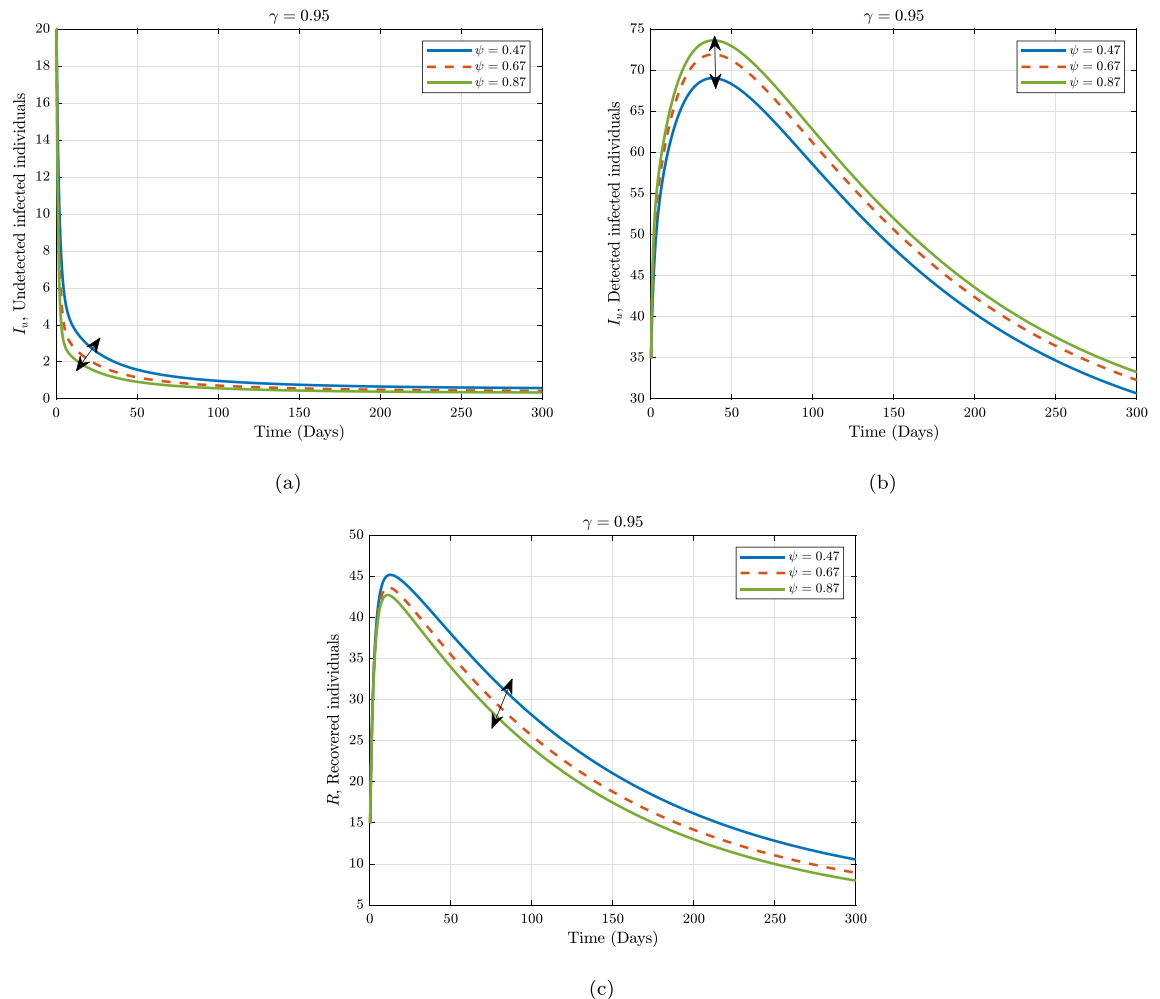 γ = 0.95
ψ = 0.47
ψ = 0.67
ψ = 0.87
I_u, Undetected infected individuals
20
18
16
14
12
10
8
6
4
2
0
0 50 100 150 200 250 300
Time (Days)
(a)
γ = 0.95
ψ = 0.47
ψ = 0.67
ψ = 0.87
I_u, Detected infected individuals
75
70
65
60
55
50
45
40
35
30
0 50 100 150 200 250 300
Time (Days)
(b)
γ = 0.95
ψ = 0.47
ψ = 0.67
ψ = 0.87
R, Recovered individuals
50
45
40
35
30
25
20
15
10
5
0 50 100 150 200 250 300
Time (Days)
(c)